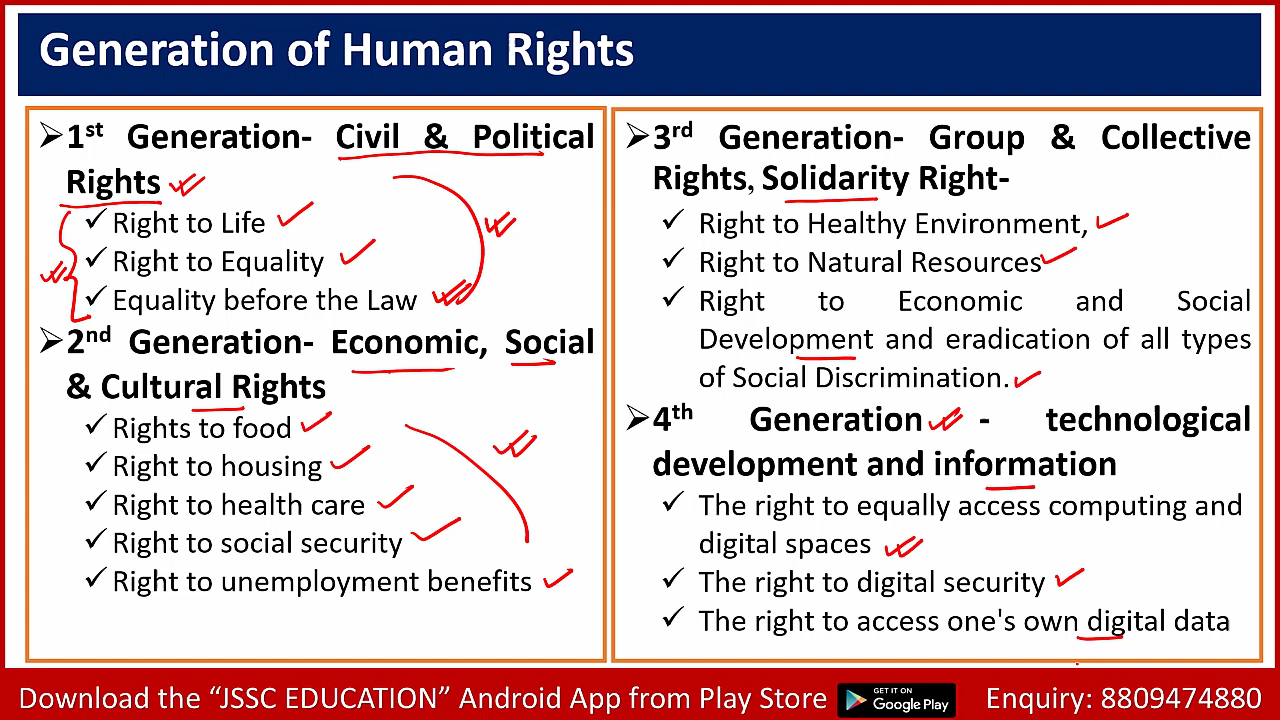 Generation of Human Rights
➢1st Generation- Civil & Political
Rights
✓ Right to Life
✓ Right to Equality
✓ Equality before the Law
➢2nd Generation- Economic, Social
& Cultural Rights
✓ Rights to food
✓ Right to housing
✓ Right to health care
✓ Right to social security
✓ Right to unemployment benefits
➢3rd Generation- Group & Collective
Rights, Solidarity Right-
✓ Right to Healthy Environment,
✓ Right to Natural Resources
✓ Right to Economic and Social
Development and eradication of all types
of Social Discrimination.
➢4th Generation - technological
development and information
✓ The right to equally access computing and
digital spaces
✓ The right to digital security
✓ The right to access one's own digital data
Download the “JSSC EDUCATION” Android App from Play Store GET IT ON Google Play Enquiry: 8809474880